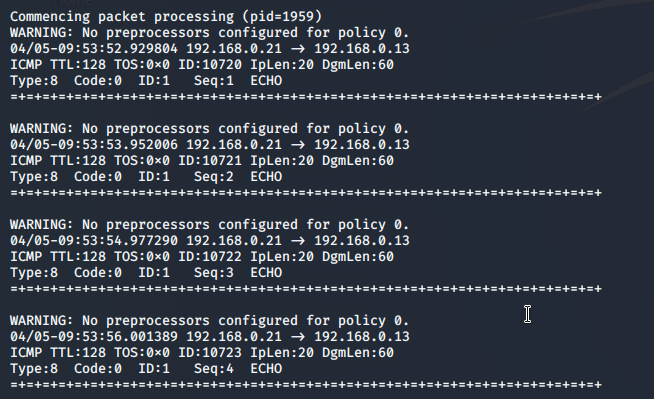 Commencing packet processing (pid=1959)
WARNING: No preprocessors configured for policy 0.
04/05-09:53:52.929804 192.168.0.21 → 192.168.0.13
ICMP TTL:128 TOS:0×0 ID:10720 IpLen:20 DgmLen:60
Type:8  Code:0  ID:1   Seq:1  ECHO
=+=+=+=+=+=+=+=+=+=+=+=+=+=+=+=+=+=+=+=+=+=+=+=+=+=+=+=+=+=+=+=+=+=+=+=+=+

WARNING: No preprocessors configured for policy 0.
04/05-09:53:53.952006 192.168.0.21 → 192.168.0.13
ICMP TTL:128 TOS:0×0 ID:10721 IpLen:20 DgmLen:60
Type:8  Code:0  ID:1   Seq:2  ECHO
=+=+=+=+=+=+=+=+=+=+=+=+=+=+=+=+=+=+=+=+=+=+=+=+=+=+=+=+=+=+=+=+=+=+=+=+=+

WARNING: No preprocessors configured for policy 0.
04/05-09:53:54.977290 192.168.0.21 → 192.168.0.13
ICMP TTL:128 TOS:0×0 ID:10722 IpLen:20 DgmLen:60
Type:8  Code:0  ID:1   Seq:3  ECHO
=+=+=+=+=+=+=+=+=+=+=+=+=+=+=+=+=+=+=+=+=+=+=+=+=+=+=+=+=+=+=+=+=+=+=+=+=+

WARNING: No preprocessors configured for policy 0.
04/05-09:53:56.001389 192.168.0.21 → 192.168.0.13
ICMP TTL:128 TOS:0×0 ID:10723 IpLen:20 DgmLen:60
Type:8  Code:0  ID:1   Seq:4  ECHO
=+=+=+=+=+=+=+=+=+=+=+=+=+=+=+=+=+=+=+=+=+=+=+=+=+=+=+=+=+=+=+=+=+=+=+=+=+